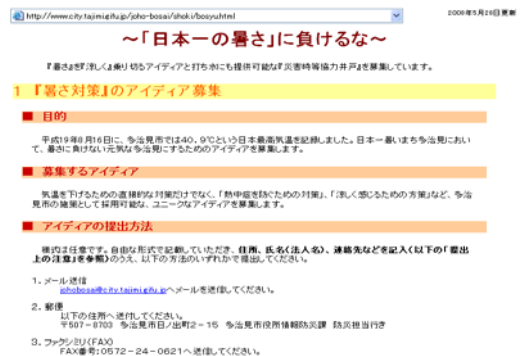 http://www.city.tajimi.gifu.jp/joho-bosai/shoki/bosyu.html
2008年5月28日更新
～「日本一の暑さ」に負けるな～
『暑さ』を『涼しく』乗り切るアイディアと打ち水にも提供可能な『災害時等協力井戸』を募集しています。
1 『暑さ対策』のアイディア募集
■ 目的
平成19年8月16日に、多治見市では40．9℃という日本最高気温を記録しました。日本一暑いまち多治見におい
て、暑さに負けない元気な多治見にするためのアイディアを募集します。
■ 募集するアイディア
気温を下げるための直接的な対策だけでなく、「熱中症を防ぐための対策」、「涼しく感じるための方策」など、多治
見市の施策として採用可能な、ユニークなアイディアを募集します。
■ アイディアの提出方法
様式は任意です。自由な形式で記載していただき、住所、氏名（法人名）、連絡先などを記入（以下の「提出
上の注意」を参照）のうえ、以下の方法のいずれかで提出してください。
1．メール送信
johobosai@city.tajimi.gifu.jpへメールを送信してください。
2．郵便
以下の住所へ送付してください。
〒507－8703 多治見市日ノ出町2－15 多治見市役所情報防災課 防災担当行き
3．ファクシミリ（FAX）
FAX番号：0572－24－0621へ送信してください。